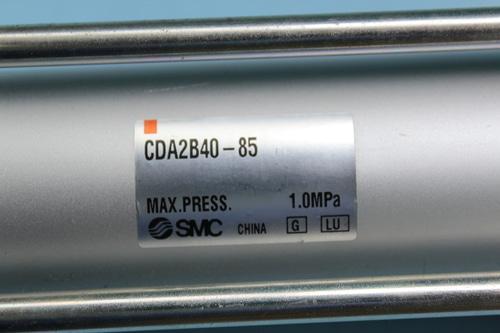 CDA2B40-85
MAX.PRESS. 1.0MPa
SMC CHINA G LU